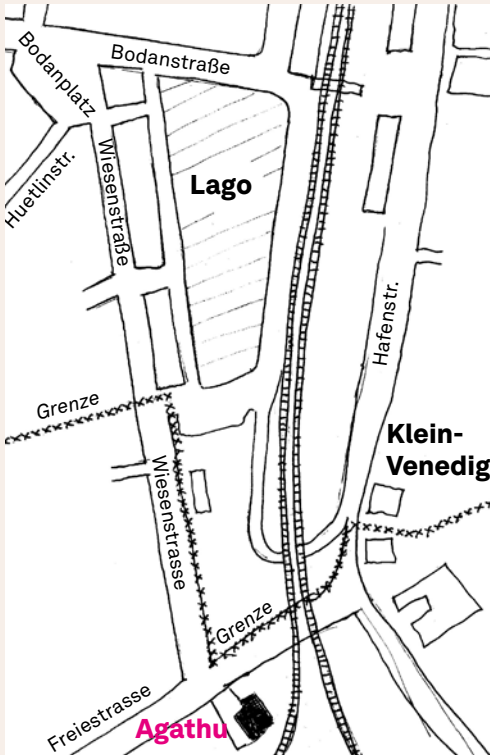 Bodanstraße
Bodanplatz
Huetlinstr.
Wiesenstraße
Lago
Hafenstr.
Grenze
Klein-
Venedig
Wiesenstrasse
Grenze
Freiestrasse
Agathu